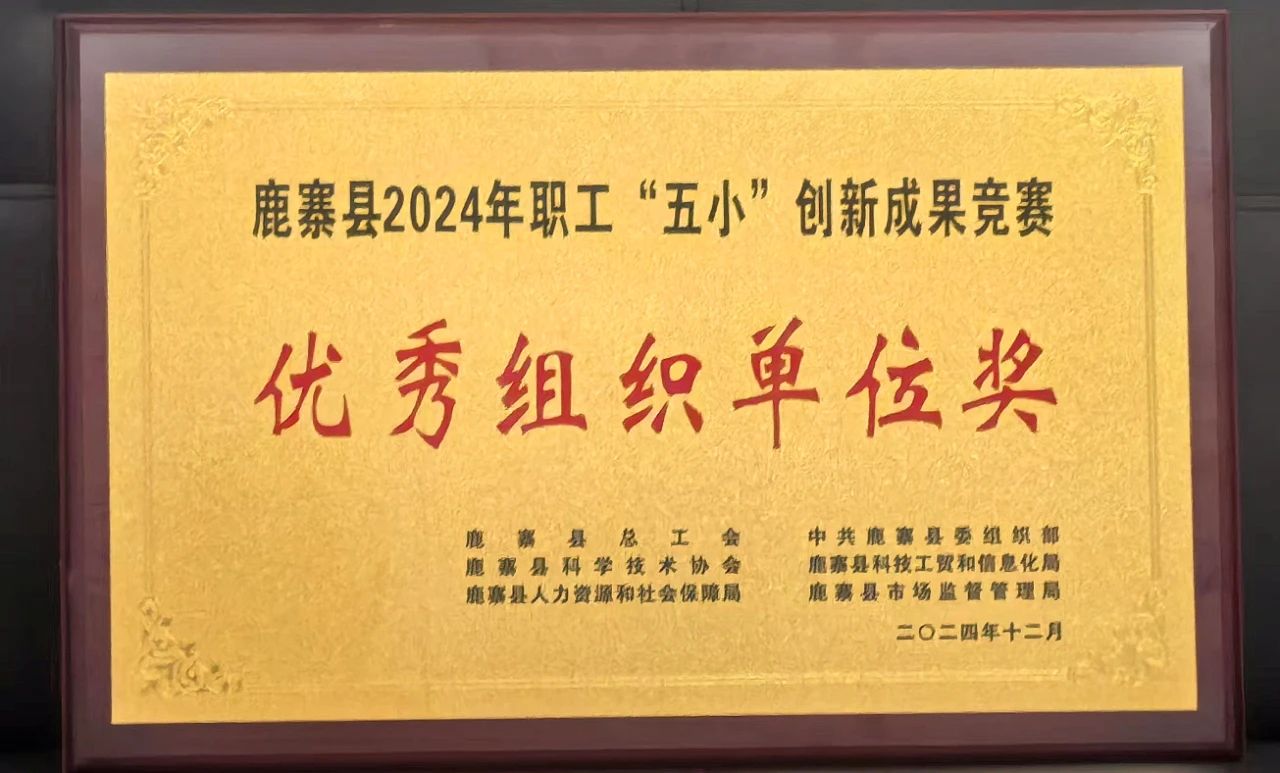 鹿寨县2024年职工“五小”创新成果竞赛
优秀组织单位奖
鹿寨县总工会 中共鹿寨县委组织部
鹿寨县科学技术协会 鹿寨县科技工贸和信息化局
鹿寨县人力资源和社会保障局 鹿寨县市场监督管理局
二〇二四年十二月